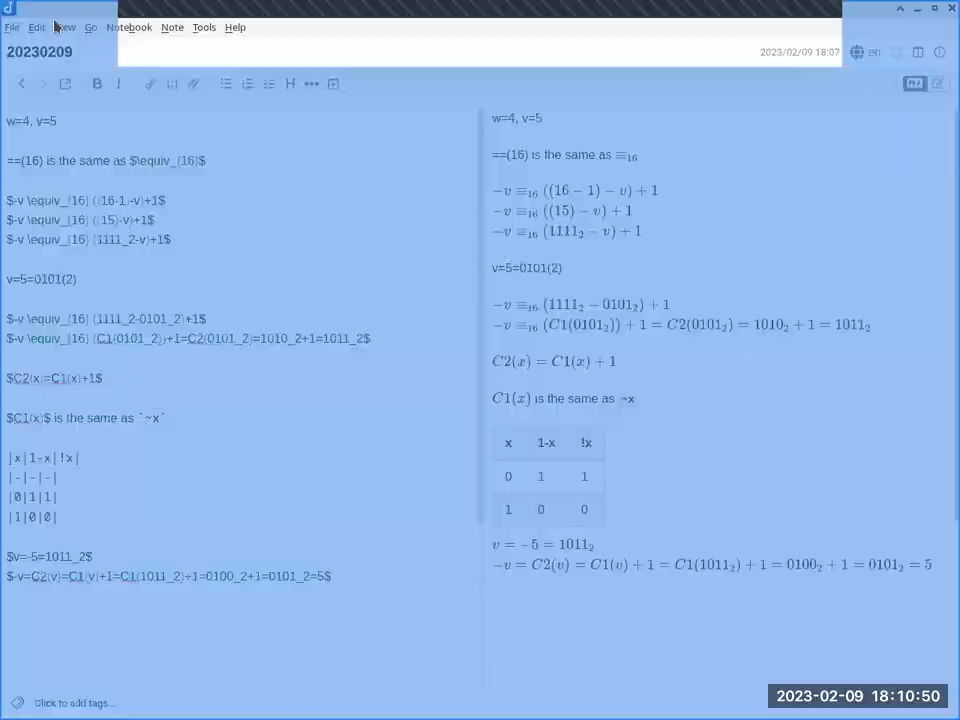 File Edit View Go Notebook Note Tools Help
20230209
2023/02/09 18:07
en
B I H
w=4, v=5
==(16) is the same as $\equiv_{16}$
$-v \equiv_{16} ((16-1)-v)+1$
$-v \equiv_{16} ((15)-v)+1$
$-v \equiv_{16} (1111_2-v)+1$
v=5=0101(2)
$-v \equiv_{16} (1111_2-0101_2)+1$
$-v \equiv_{16} (C1(0101_2))+1=C2(0101_2)=1010_2+1=1011_2$
$C2(x)=C1(x)+1$
$C1(x)$ is the same as `~x`
|x|1-x|!x|
|-|-|-|
|0|1|1|
|1|0|0|
$v=-5=1011_2$
$-v=C2(v)=C1(v)+1=C1(1011_2)+1=0100_2+1=0101_2=5$
w=4, v=5
==(16) is the same as ≡₁₆
−v ≡₁₆ ((16 − 1) − v) + 1
−v ≡₁₆ ((15) − v) + 1
−v ≡₁₆ (1111₂ − v) + 1
v=5=0101(2)
−v ≡₁₆ (1111₂ − 0101₂) + 1
−v ≡₁₆ (C1(0101₂)) + 1 = C2(0101₂) = 1010₂ + 1 = 1011₂
C2(x) = C1(x) + 1
C1(x) is the same as ~x
x 1-x !x
0 1 1
1 0 0
v = −5 = 1011₂
−v = C2(v) = C1(v) + 1 = C1(1011₂) + 1 = 0100₂ + 1 = 0101₂ = 5
Click to add tags...
2023-02-09 18:10:50